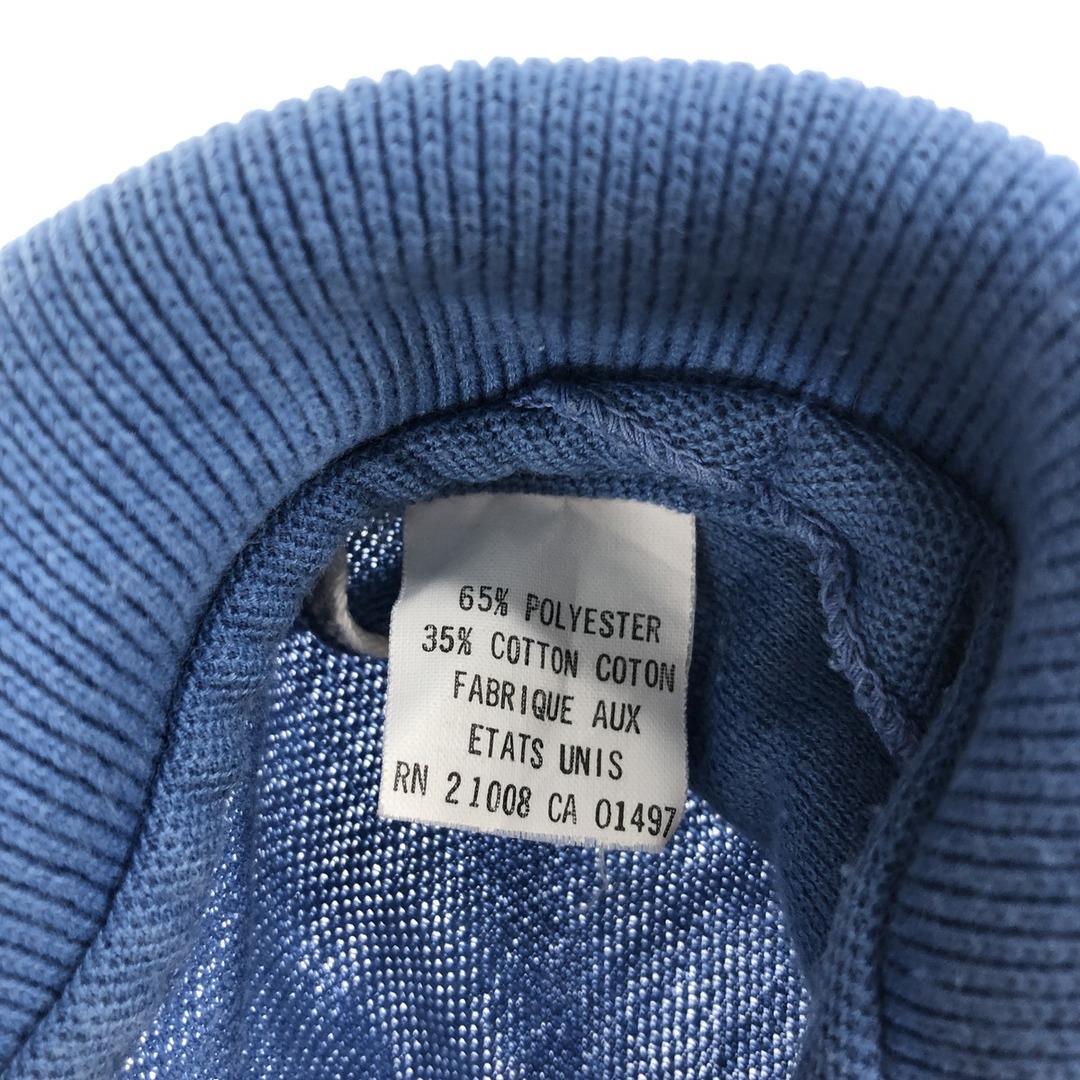 65% POLYESTER
35% COTTON COTON
FABRIQUE AUX
ETATS UNIS
RN 21008 CA 01497